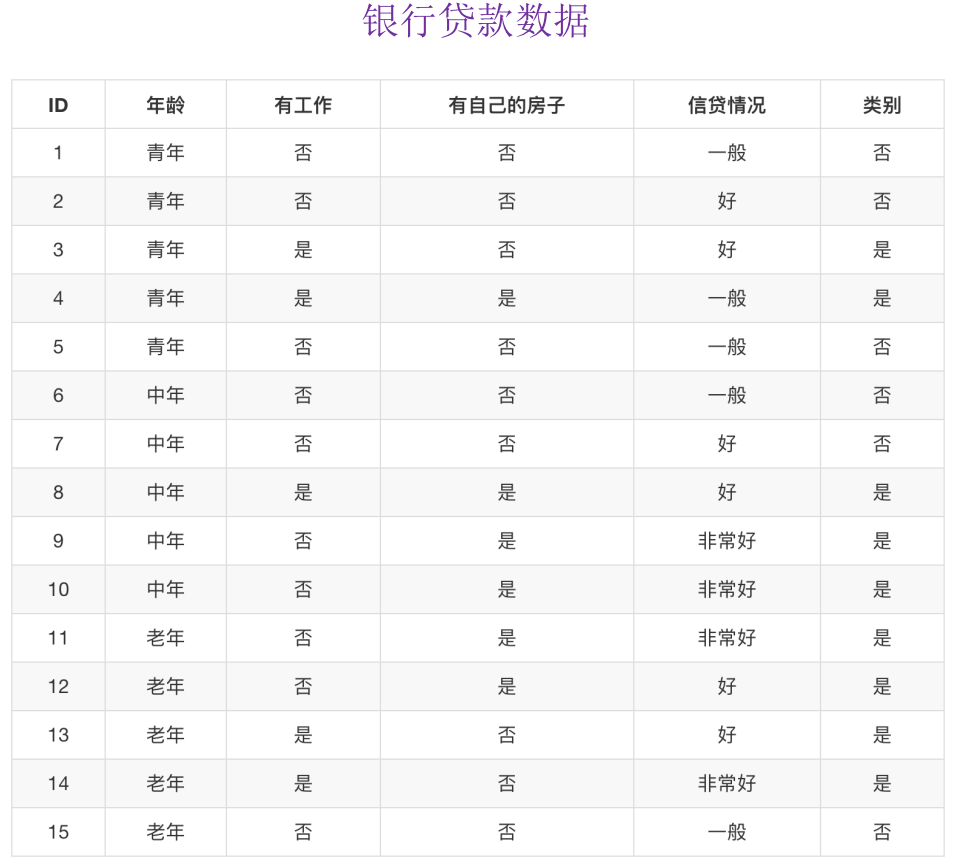 银行贷款数据
ID 年龄 有工作 有自己的房子 信贷情况 类别
1 青年 否 否 一般 否
2 青年 否 否 好 否
3 青年 是 否 好 是
4 青年 是 是 一般 是
5 青年 否 否 一般 否
6 中年 否 否 一般 否
7 中年 否 否 好 否
8 中年 是 是 好 是
9 中年 否 是 非常好 是
10 中年 否 是 非常好 是
11 老年 否 是 非常好 是
12 老年 否 是 好 是
13 老年 是 否 好 是
14 老年 是 否 非常好 是
15 老年 否 否 一般 否